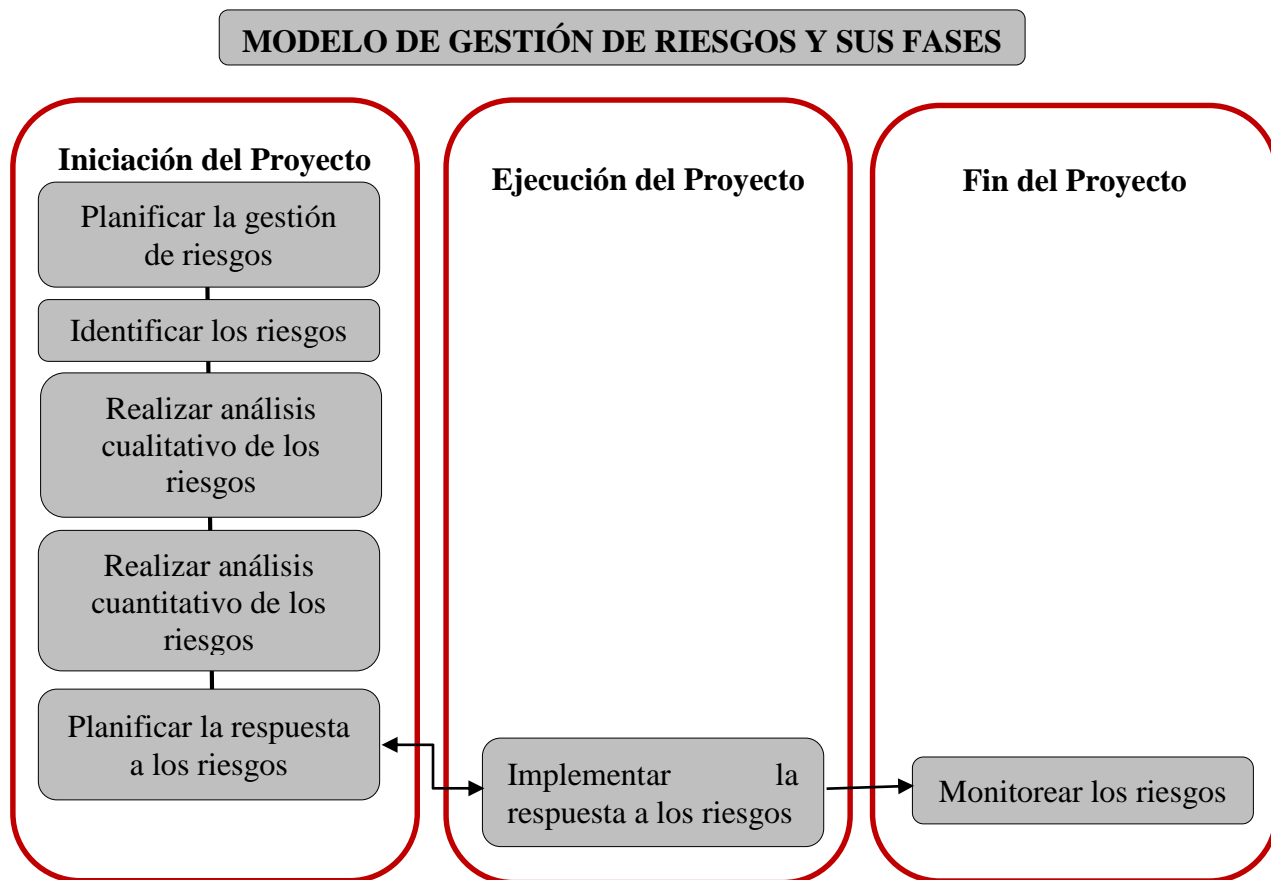 MODELO DE GESTIÓN DE RIESGOS Y SUS FASES
Iniciación del Proyecto
Planificar la gestión
de riesgos
Identificar los riesgos
Realizar análisis
cualitativo de los
riesgos
Realizar análisis
cuantitativo de los
riesgos
Planificar la respuesta
a los riesgos
Ejecución del Proyecto
Implementar la
respuesta a los riesgos
Fin del Proyecto
Monitorear los riesgos